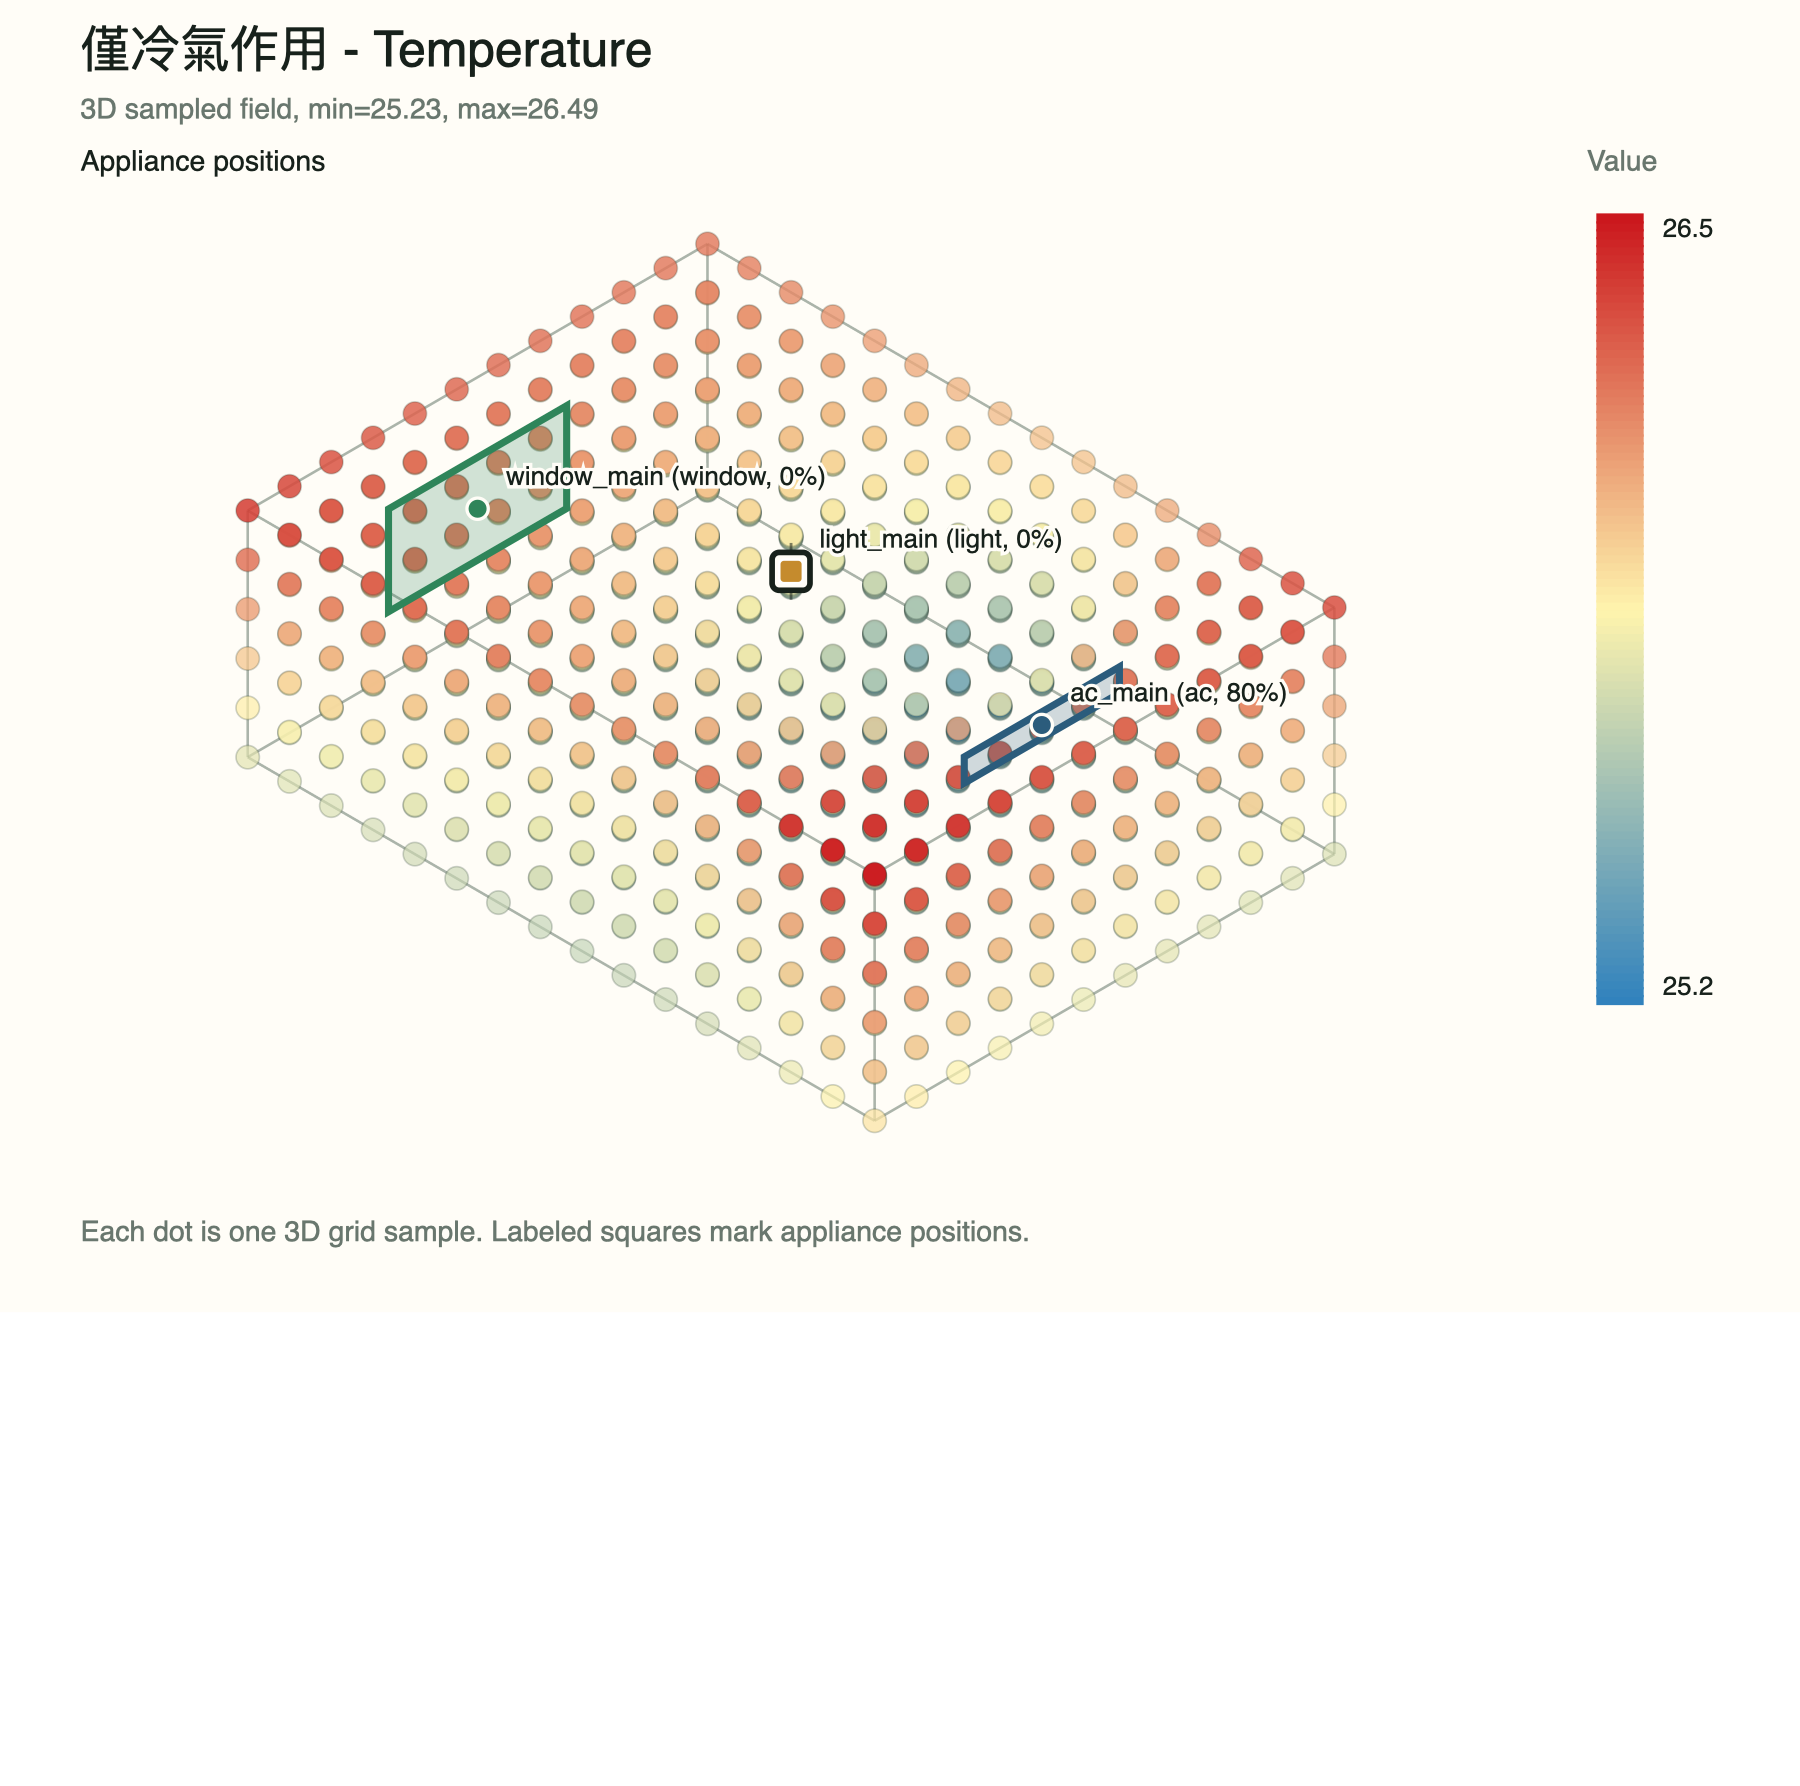 僅冷氣作用 - Temperature
3D sampled field, min=25.23, max=26.49
Appliance positions
Value
26.5
window_main (window, 0%)
light_main (light, 0%)
ac_main (ac, 80%)
25.2
Each dot is one 3D grid sample. Labeled squares mark appliance positions.